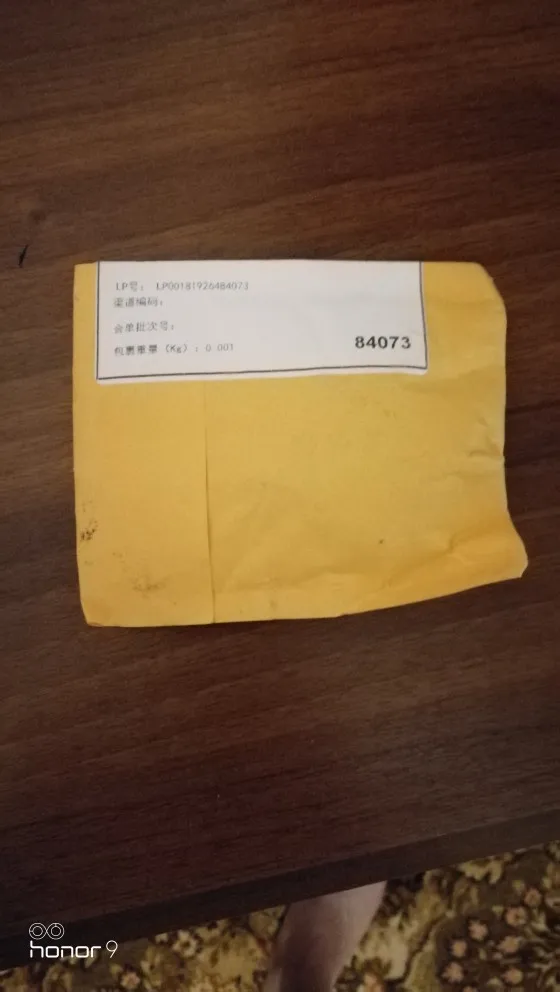 LP号： LP00181926484073
渠道编码：
合单批次号：
包裹重量（Kg）：0.001
84073
honor 9